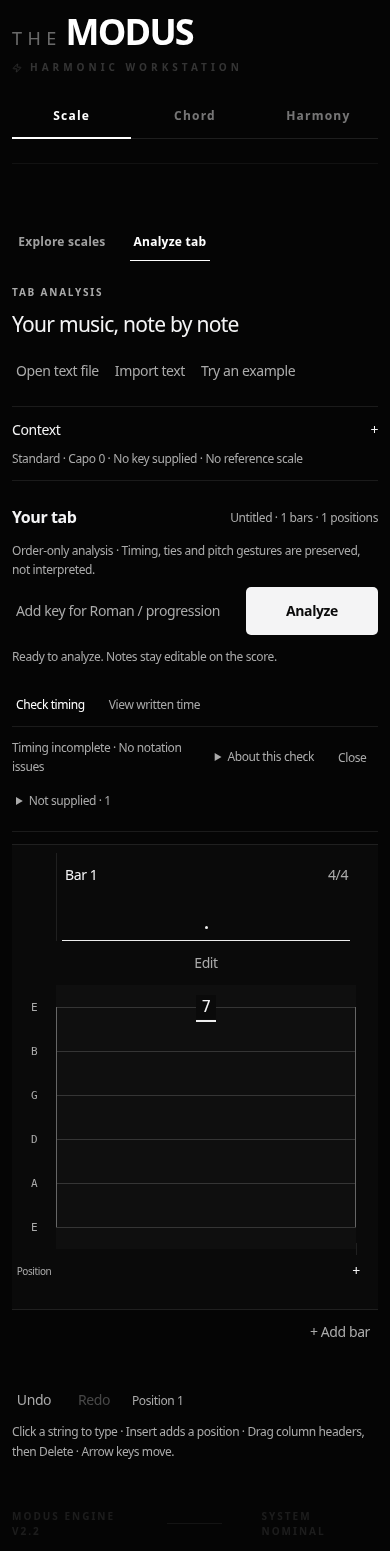 THE MODUS
HARMONIC WORKSTATION
Scale Chord Harmony
Explore scales Analyze tab
TAB ANALYSIS
Your music, note by note
Open text file Import text Try an example
Context +
Standard · Capo 0 · No key supplied · No reference scale
Your tab Untitled · 1 bars · 1 positions
Order-only analysis · Timing, ties and pitch gestures are preserved,
not interpreted.
Add key for Roman / progression Analyze
Ready to analyze. Notes stay editable on the score.
Check timing View written time
Timing incomplete · No notation
issues
▶ About this check Close
▶ Not supplied · 1
Bar 1 4/4
Edit
E 7
B
G
D
A
E
Position +
+ Add bar
Undo Redo Position 1
Click a string to type · Insert adds a position · Drag column headers,
then Delete · Arrow keys move.
MODUS ENGINE
V2.2
SYSTEM
NOMINAL